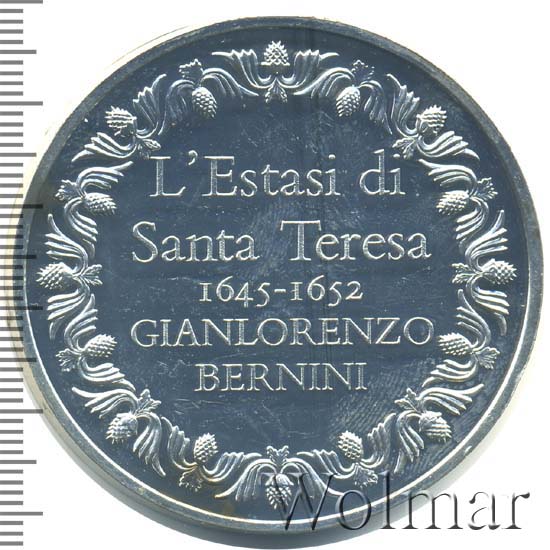 L'Estasi di
Santa Teresa
1645-1652
GIANLORENZO
BERNINI
Wolmar